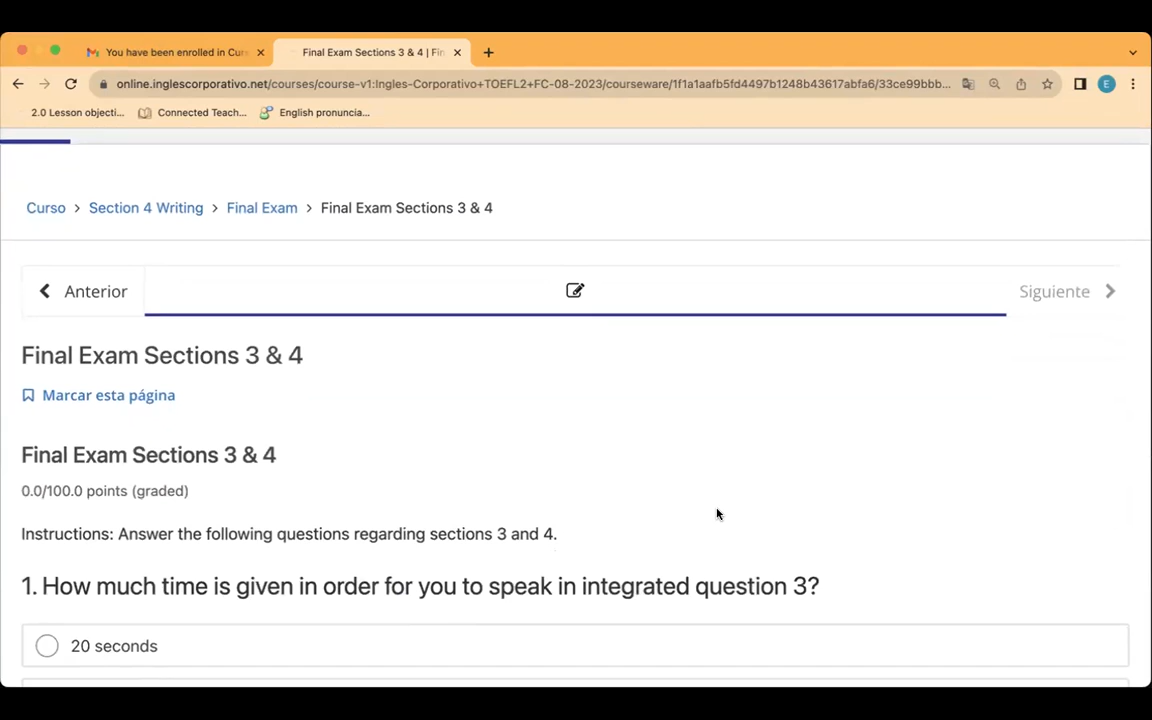 You have been enrolled in Cur
Final Exam Sections 3 & 4 | Fin
online.inglescorporativo.net/courses/course-v1:Ingles-Corporativo+TOEFL2+FC-08-2023/courseware/1f1a1aafb5fd4497b1248b43617abfa6/33ce99bbb...
E
2.0 Lesson objecti...
Connected Teach...
English pronuncia...
Curso > Section 4 Writing > Final Exam > Final Exam Sections 3 & 4
Anterior
Siguiente
Final Exam Sections 3 & 4
Marcar esta página
Final Exam Sections 3 & 4
0.0/100.0 points (graded)
Instructions: Answer the following questions regarding sections 3 and 4.
1. How much time is given in order for you to speak in integrated question 3?
20 seconds